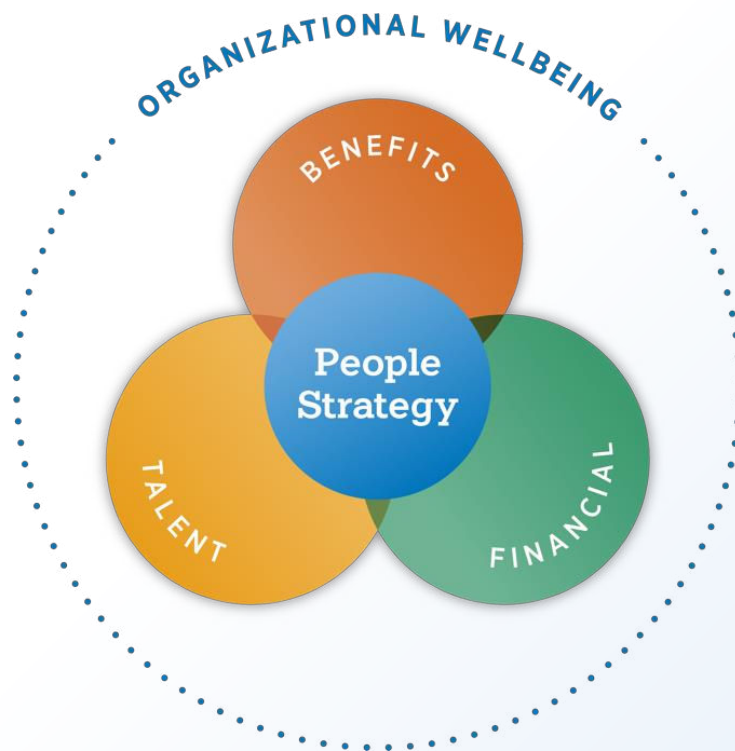 ORGANIZATIONAL WELLBEING
BENEFITS
People
Strategy
TALENT
FINANCIAL